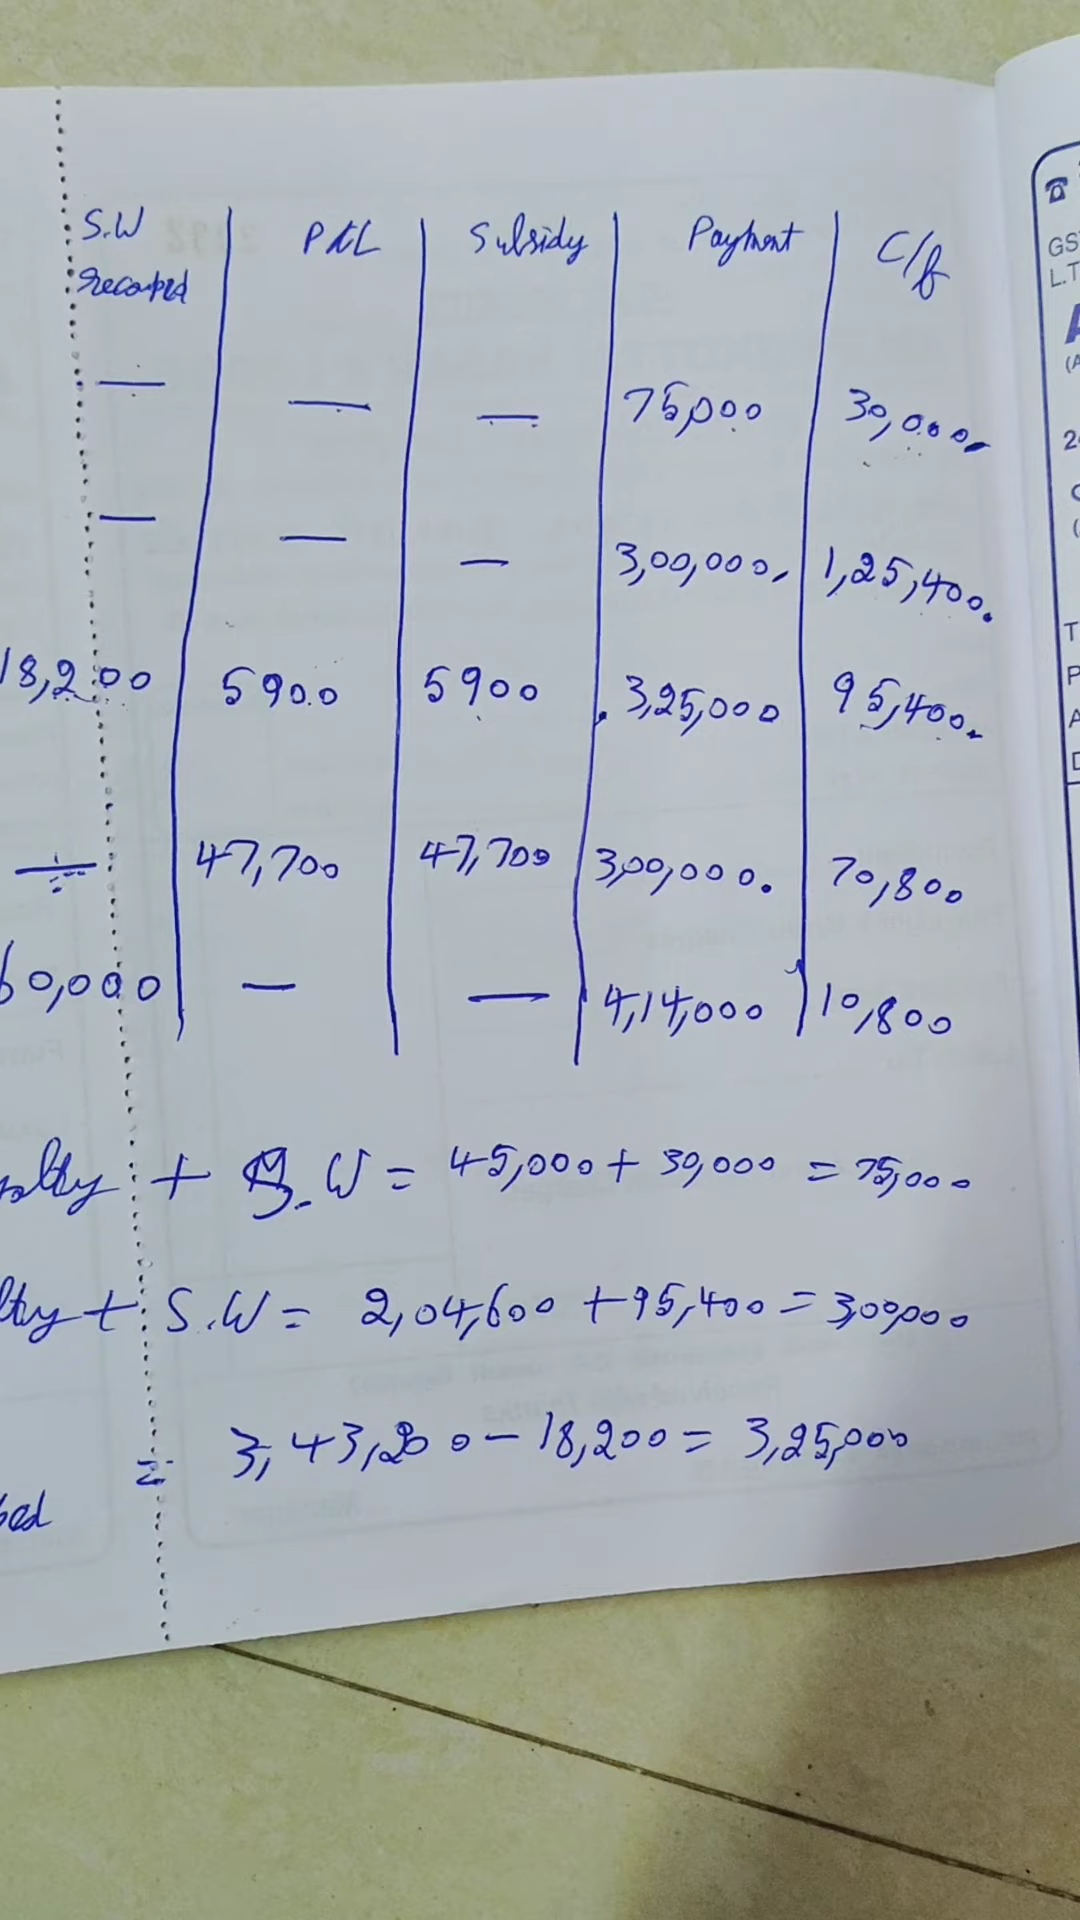 S.W recouped | P&L | Subsidy | Payment | C/f
— | — | — | 75,000 | 30,000.
— | — | — | 3,00,000. | 1,25,400.
18,200 | 5900 | 5900 | 3,25,000 | 95,400.
— | 47,700 | 47,700 | 3,00,000. | 70,800
60,000 | — | — | 4,14,000 | 10,800
+ S.W = 45,000 + 30,000 = 75,000
+ S.W = 2,04,600 + 95,400 = 3,00,000
= 3,43,200 - 18,200 = 3,25,000